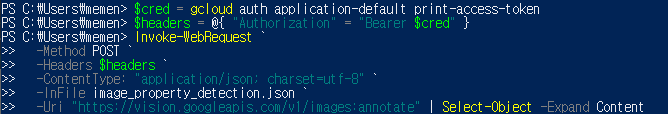 PS C:₩Users₩memen> $cred = gcloud auth application-default print-access-token
PS C:₩Users₩memen> $headers = @{ "Authorization" = "Bearer $cred" }
PS C:₩Users₩memen> Invoke-WebRequest `
>>   -Method POST `
>>   -Headers $headers `
>>   -ContentType: "application/json; charset=utf-8" `
>>   -InFile image_property_detection.json `
>>   -Uri "https://vision.googleapis.com/v1/images:annotate" | Select-Object -Expand Content